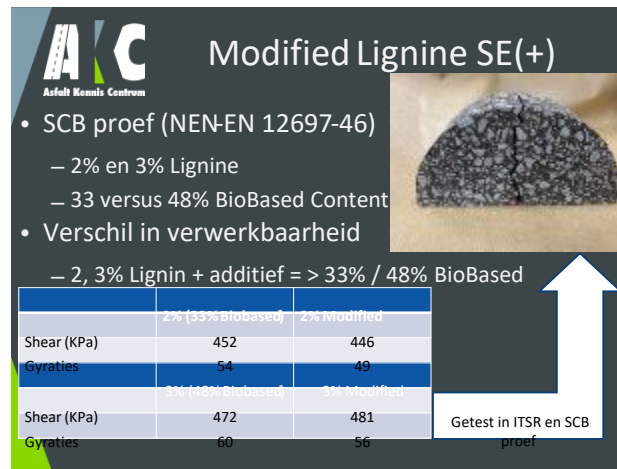 AKC
Asfalt Kennis Centrum
Modified Lignine SE(+)
• SCB proef (NEN-EN 12697-46)
– 2% en 3% Lignine
– 33 versus 48% BioBased Content
• Verschil in verwerkbaarheid
– 2, 3% Lignin + additief = > 33% / 48% BioBased
2% (33% Biobased) 2% Modified
Shear (KPa) 452 446
Gyraties 54 49
3% (48% Biobased) 3% Modified
Shear (KPa) 472 481
Gyraties 60 56
Getest in ITSR en SCB
proef